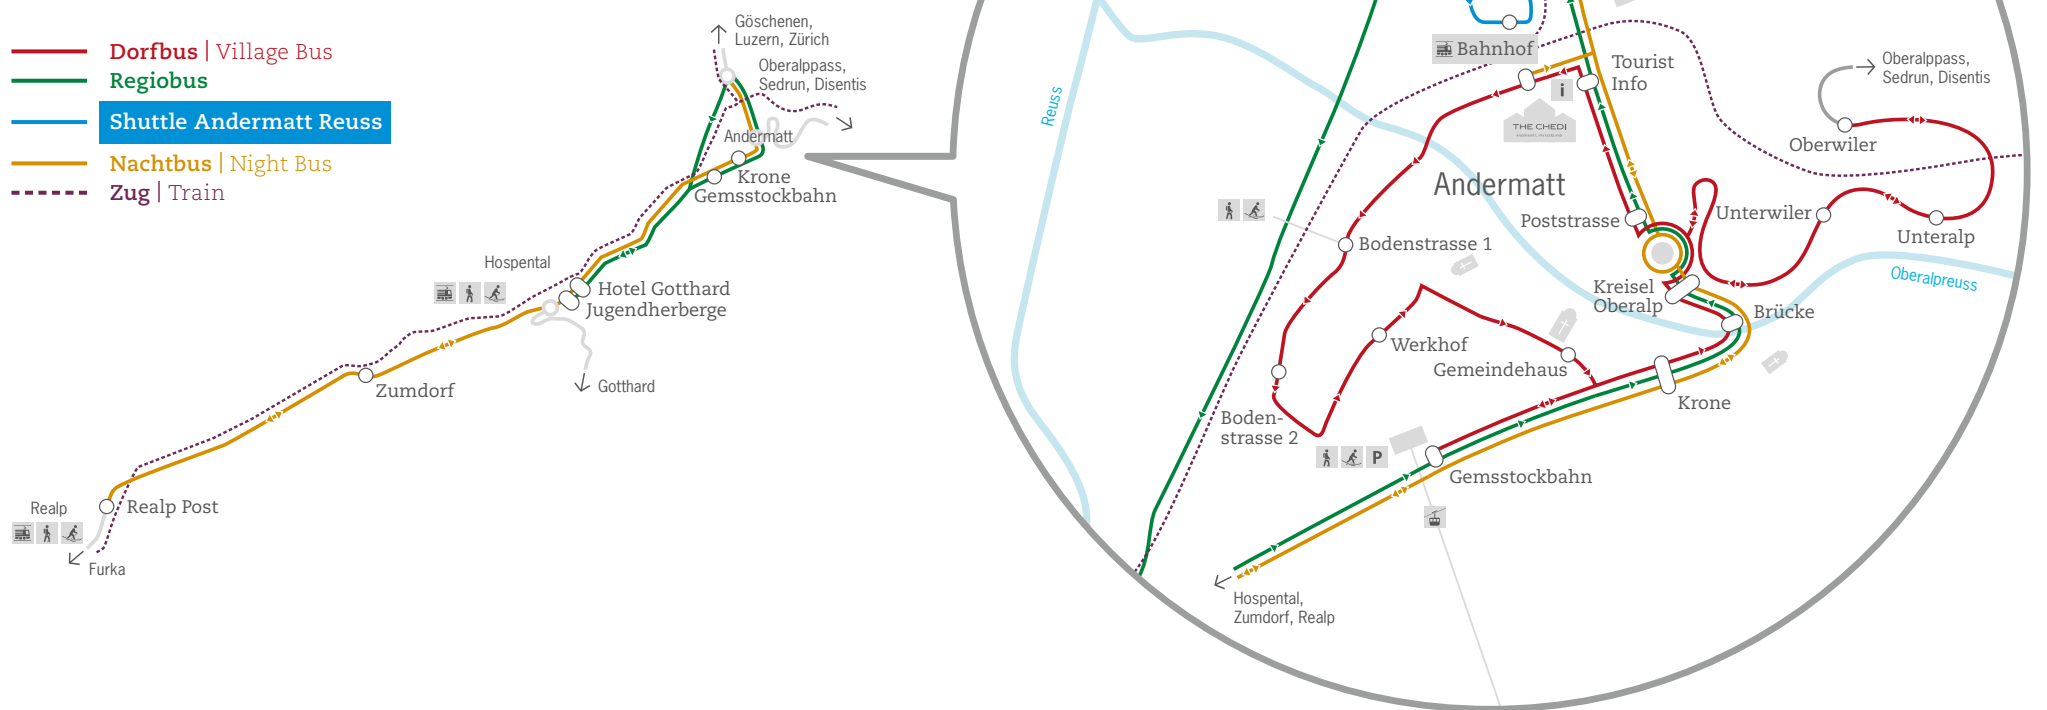 Dorfbus | Village Bus
Regiobus
Shuttle Andermatt Reuss
Nachtbus | Night Bus
Zug | Train
Göschenen,
Luzern, Zürich
Oberalppass,
Sedrun, Disentis
Andermatt
Krone
Gemsstockbahn
Hospental
Hotel Gotthard
Jugendherberge
Gotthard
Zumdorf
Realp
Realp Post
Furka
Reuss
Bahnhof
Tourist
Info
i
THE CHEDI
Oberalppass,
Sedrun, Disentis
Oberwiler
Andermatt
Poststrasse
Unterwiler
Unteralp
Bodenstrasse 1
Oberalpreuss
Kreisel
Oberalp
Brücke
Werkhof
Gemeindehaus
Krone
Boden-
strasse 2
P
Gemsstockbahn
Hospental,
Zumdorf, Realp